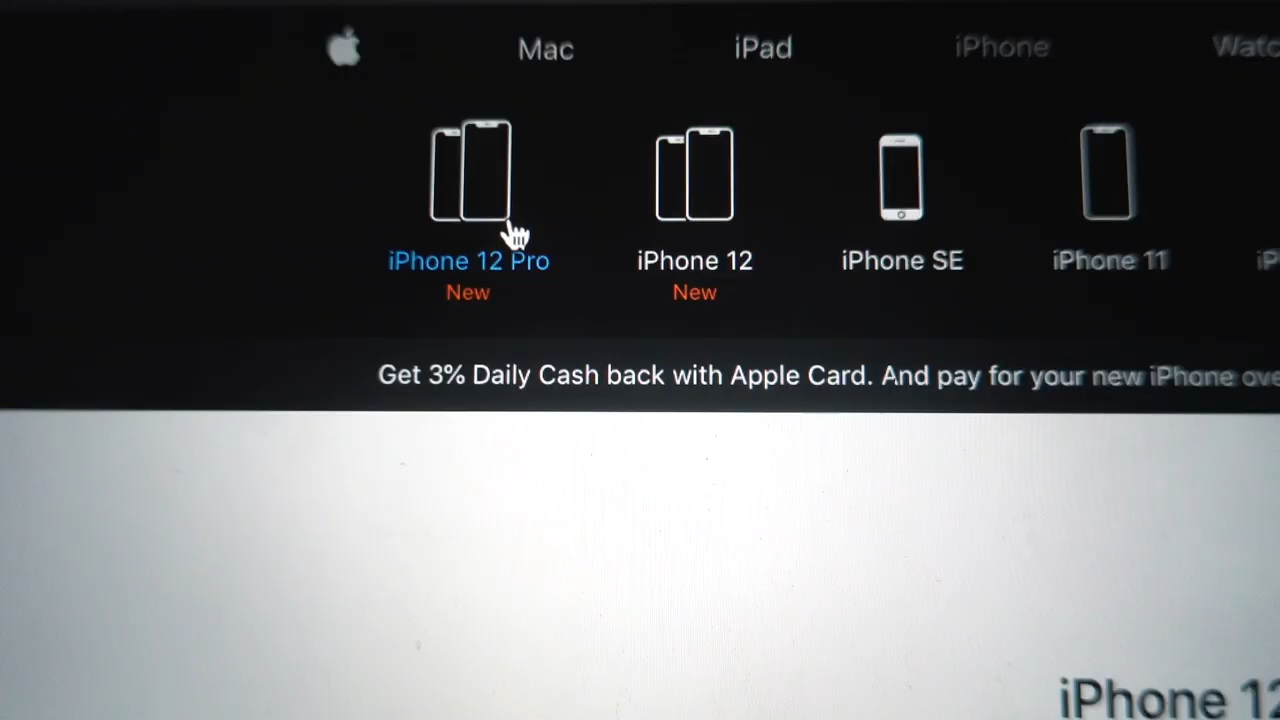 Mac iPad iPhone
iPhone 12 Pro iPhone 12 iPhone SE iPhone 11
New New
Get 3% Daily Cash back with Apple Card. And pay for your new iPhone
iPhone 12